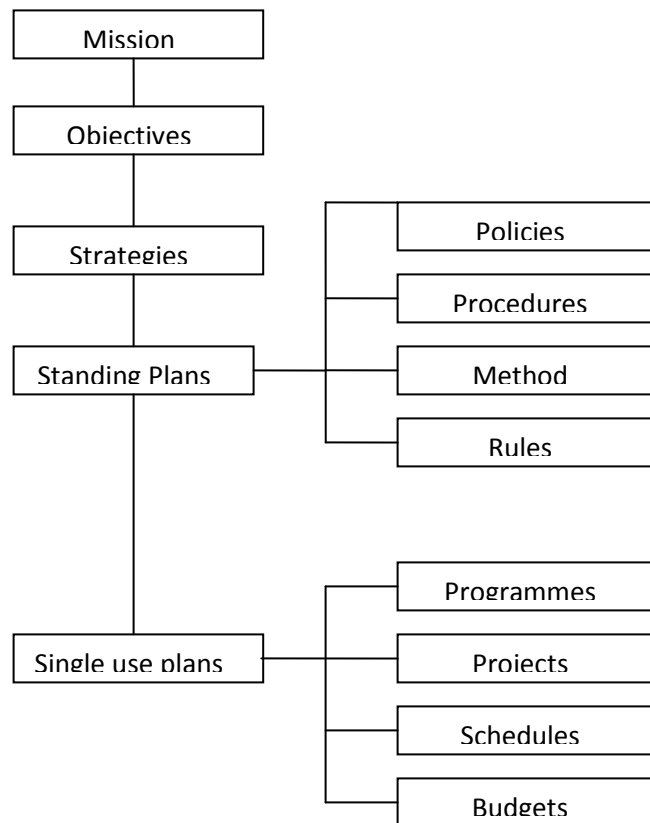 Mission
Objectives
Strategies
Policies
Procedures
Standing Plans
Method
Rules
Programmes
Single use plans
Projects
Schedules
Budgets